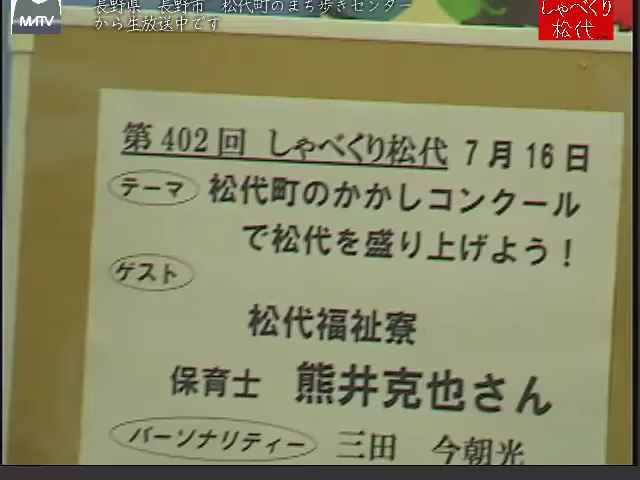 長野県　長野市　松代町のまち歩きセンター
から生放送中です
MMTV
しゃべくり
松代
第402回 しゃべくり松代 7月16日
テーマ 松代町のかかしコンクール
で松代を盛り上げよう！
ゲスト
松代福祉寮
保育士 熊井克也さん
パーソナリティー 三田 今朝光